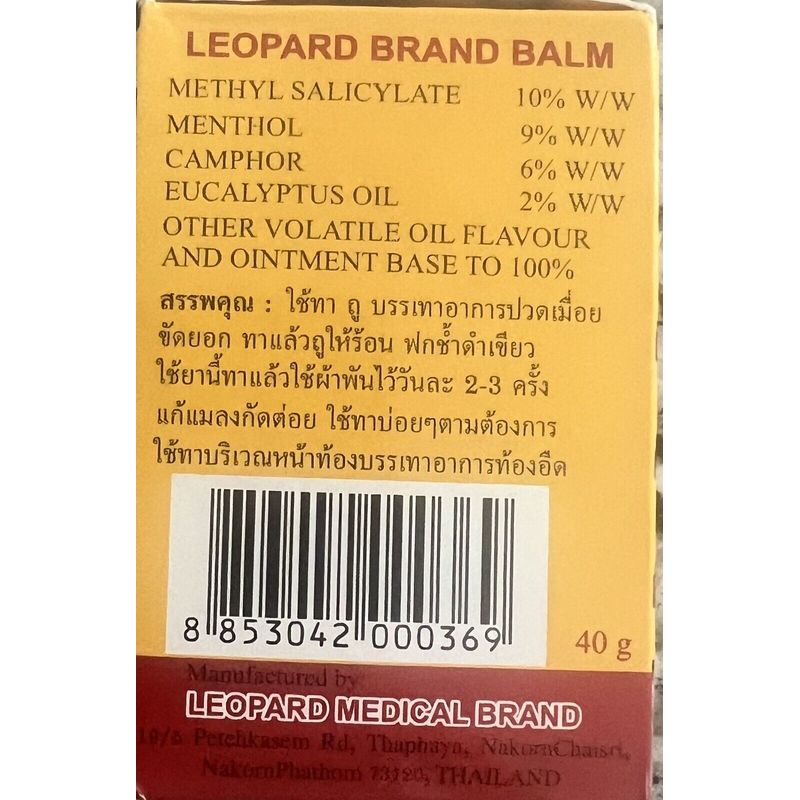 LEOPARD BRAND BALM
METHYL SALICYLATE 10% W/W
MENTHOL 9% W/W
CAMPHOR 6% W/W
EUCALYPTUS OIL 2% W/W
OTHER VOLATILE OIL FLAVOUR
AND OINTMENT BASE TO 100%
สรรพคุณ : ใช้ทา ถู บรรเทาอาการปวดเมื่อย
ขัดยอก ทาแล้วถูให้ร้อน ฟกช้ำดำเขียว
ใช้ยานี้ทาแล้วใช้ผ้าพันไว้วันละ 2-3 ครั้ง
แก้แมลงกัดต่อย ใช้ทาบ่อยๆตามต้องการ
ใช้ทาบริเวณหน้าท้องบรรเทาอาการท้องอืด
8 853042 000369
40 g
Manufactured by
LEOPARD MEDICAL BRAND
Petchkasem Rd, Thaphaya, NakornChaisri,
NakornPhathom 73120, THAILAND